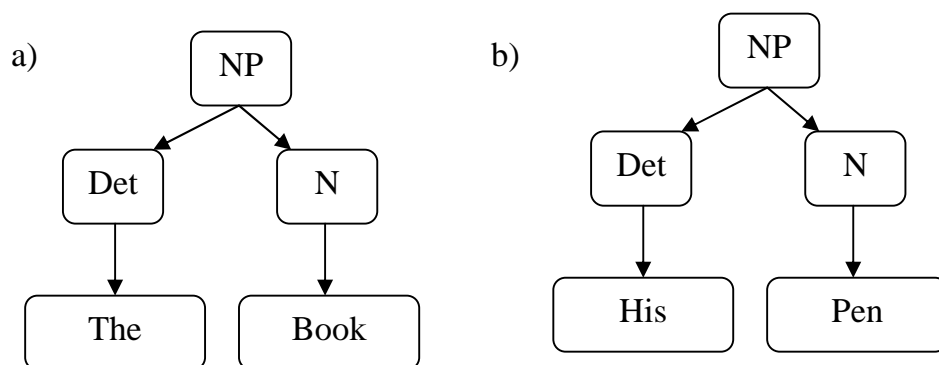 a)
NP
Det N
The Book
b)
NP
Det N
His Pen